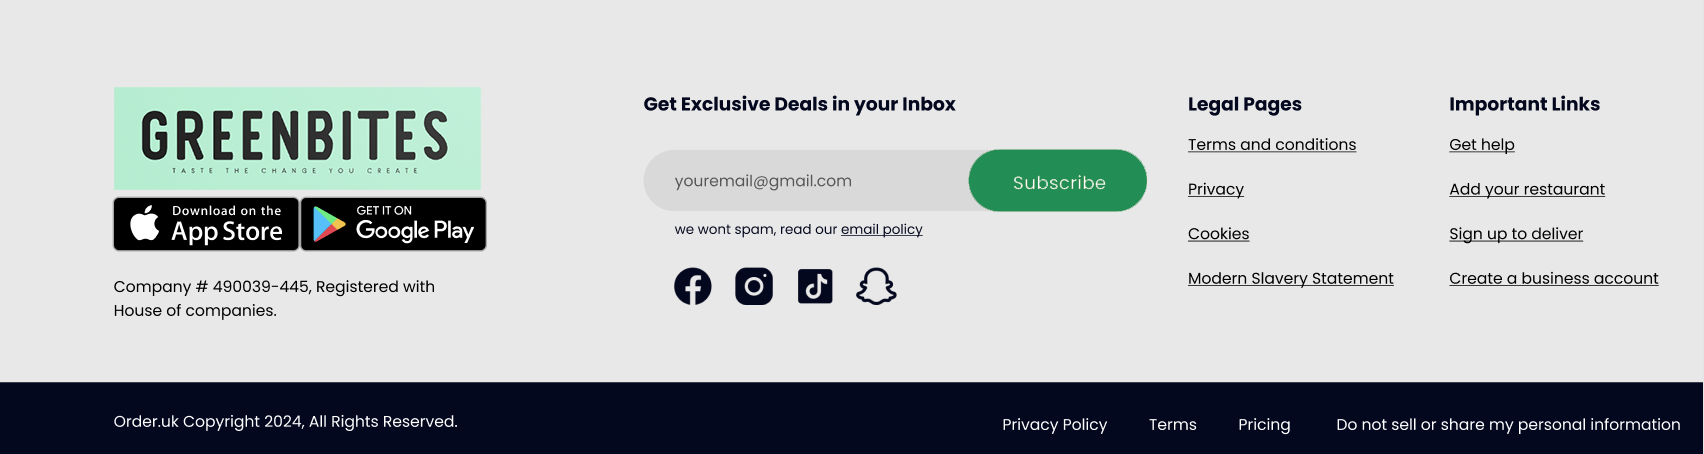 GREENBITES
TASTE THE CHANGE YOU CREATE
Download on the
App Store
GET IT ON
Google Play
Company # 490039-445, Registered with
House of companies.
Get Exclusive Deals in your Inbox
youremail@gmail.com
Subscribe
we wont spam, read our email policy
Legal Pages
Terms and conditions
Privacy
Cookies
Modern Slavery Statement
Important Links
Get help
Add your restaurant
Sign up to deliver
Create a business account
Order.uk Copyright 2024, All Rights Reserved.
Privacy Policy
Terms
Pricing
Do not sell or share my personal information